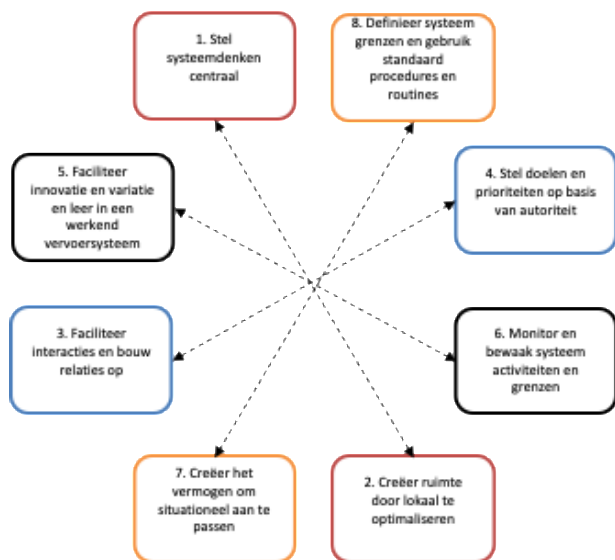 1. Stel
systeemdenken
centraal
8. Definieer systeem
grenzen en gebruik
standaard
procedures en
routines
5. Faciliteer
innovatie en variatie
en leer in een
werkend
vervoersysteem
4. Stel doelen en
prioriteiten op basis
van autoriteit
3. Faciliteer
interacties en bouw
relaties op
6. Monitor en
bewaak systeem
activiteiten en
grenzen
7. Creëer het
vermogen om
situationeel aan te
passen
2. Creëer ruimte
door lokaal te
optimaliseren